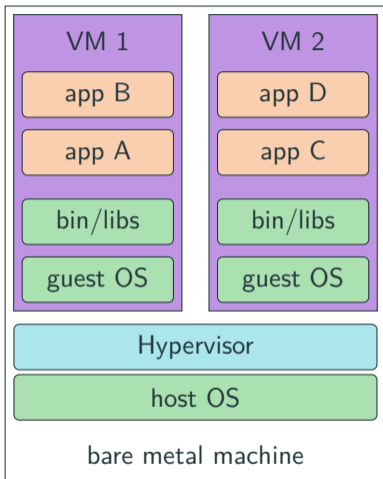 VM 1
app B
app A
bin/libs
guest OS
VM 2
app D
app C
bin/libs
guest OS
Hypervisor
host OS
bare metal machine